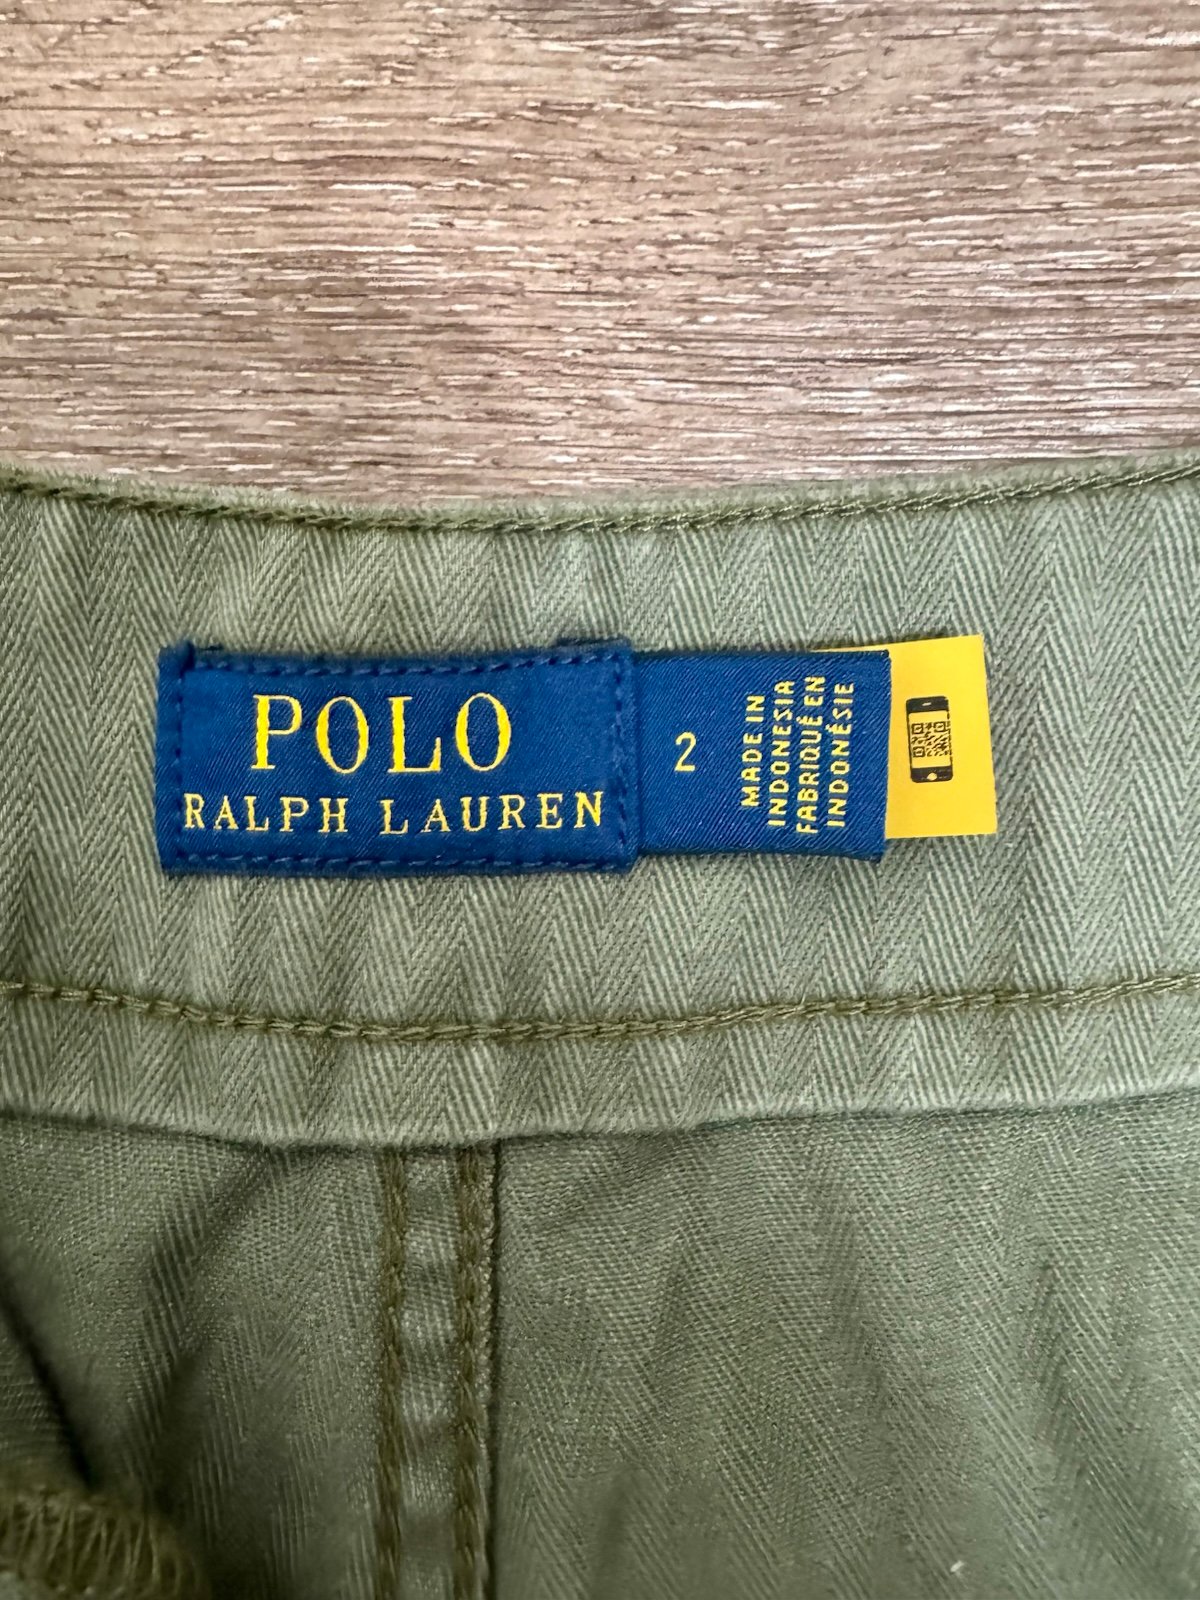 POLO
RALPH LAUREN
2
MADE IN
INDONESIA
FABRIQUÉ EN
INDONÉSIE